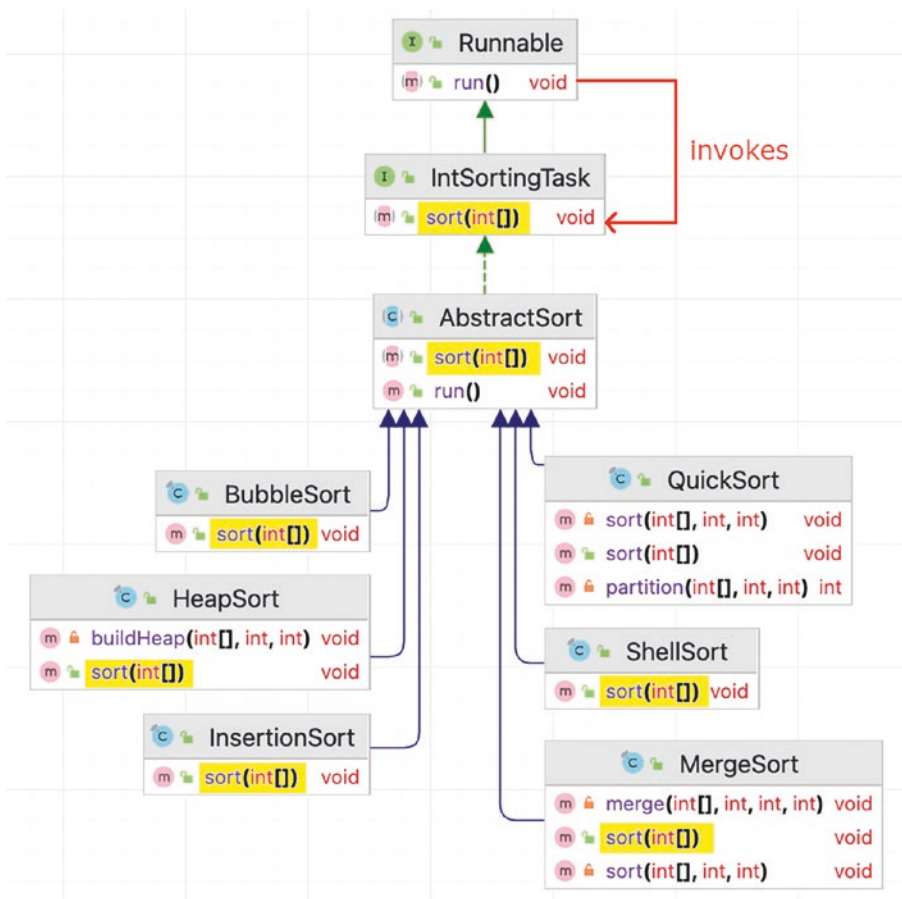 Runnable
run() void
invokes
IntSortingTask
sort(int[]) void
AbstractSort
sort(int[]) void
run() void
BubbleSort
sort(int[]) void
HeapSort
buildHeap(int[], int, int) void
sort(int[]) void
InsertionSort
sort(int[]) void
QuickSort
sort(int[], int, int) void
sort(int[]) void
partition(int[], int, int) int
ShellSort
sort(int[]) void
MergeSort
merge(int[], int, int, int) void
sort(int[]) void
sort(int[], int, int) void